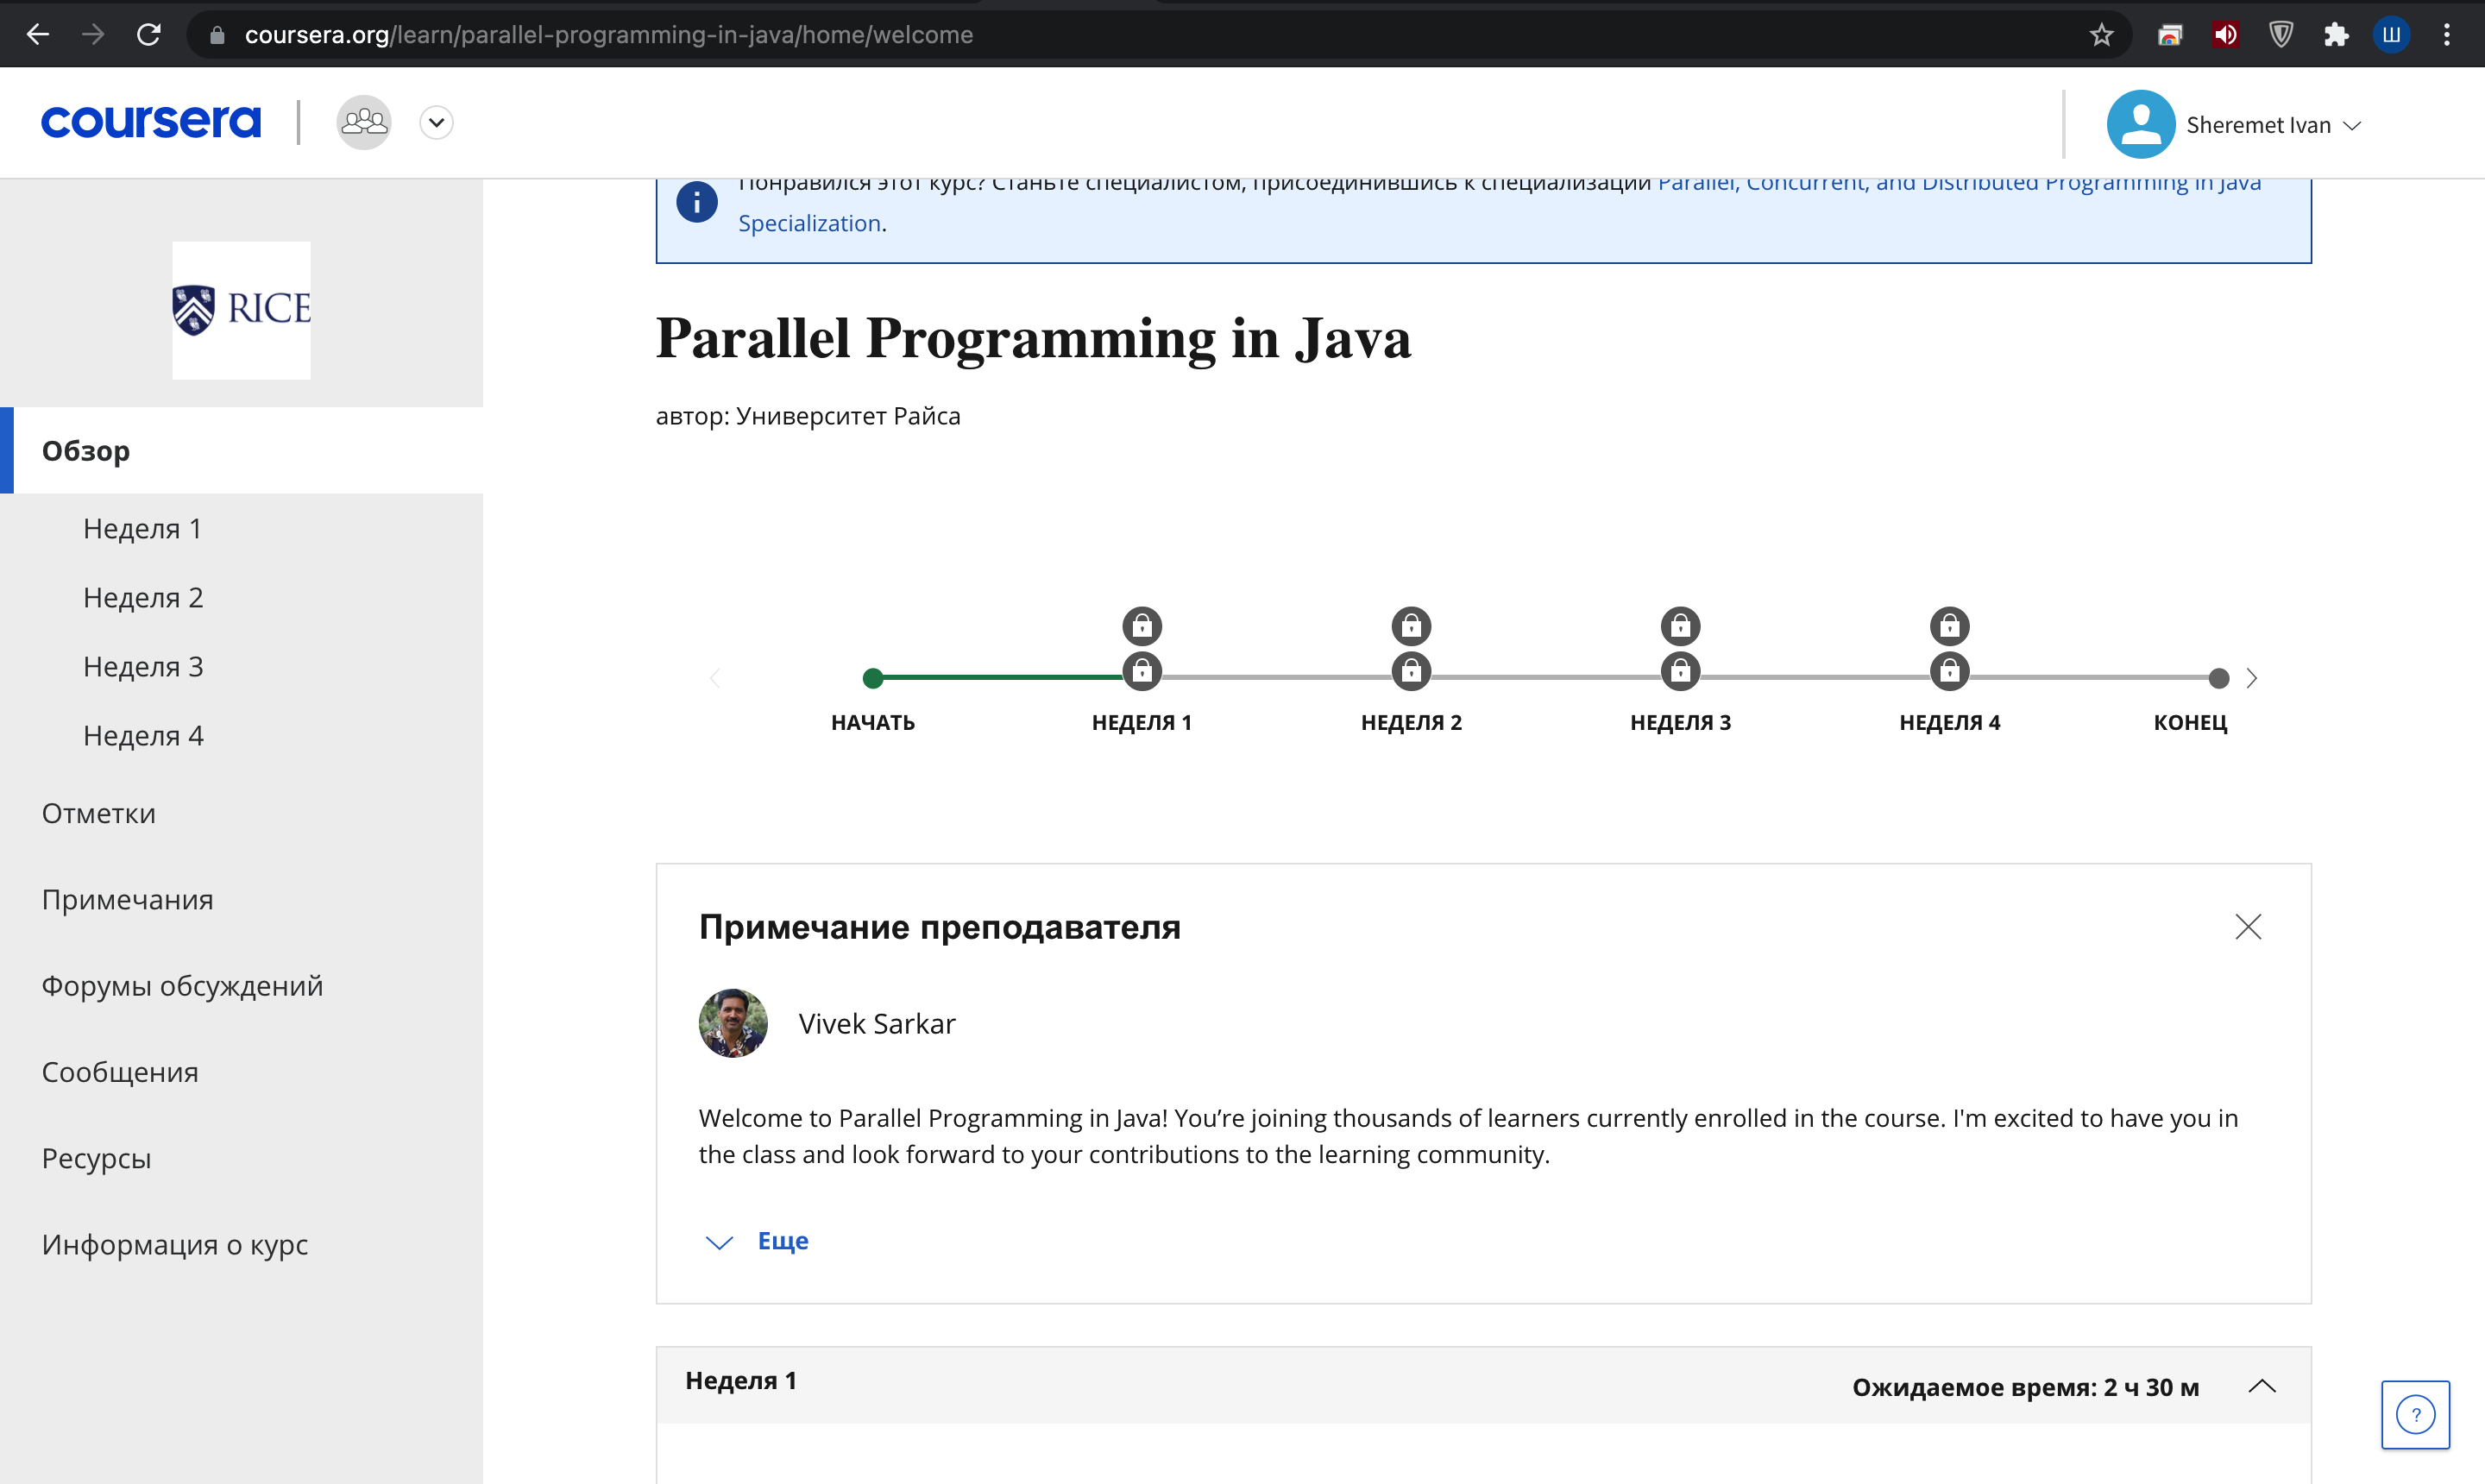 coursera.org/learn/parallel-programming-in-java/home/welcome
Ш
coursera
Sheremet Ivan
Понравился этот курс? Станьте специалистом, присоединившись к специализации Parallel, Concurrent, and Distributed Programming in Java
Specialization.
RICE
Parallel Programming in Java
автор: Университет Райса
Обзор
Неделя 1
Неделя 2
Неделя 3
Неделя 4
Отметки
Примечания
Форумы обсуждений
Сообщения
Ресурсы
Информация о курс
НАЧАТЬ
НЕДЕЛЯ 1
НЕДЕЛЯ 2
НЕДЕЛЯ 3
НЕДЕЛЯ 4
КОНЕЦ
Примечание преподавателя
Vivek Sarkar
Welcome to Parallel Programming in Java! You’re joining thousands of learners currently enrolled in the course. I'm excited to have you in
the class and look forward to your contributions to the learning community.
Еще
Неделя 1
Ожидаемое время: 2 ч 30 м
?